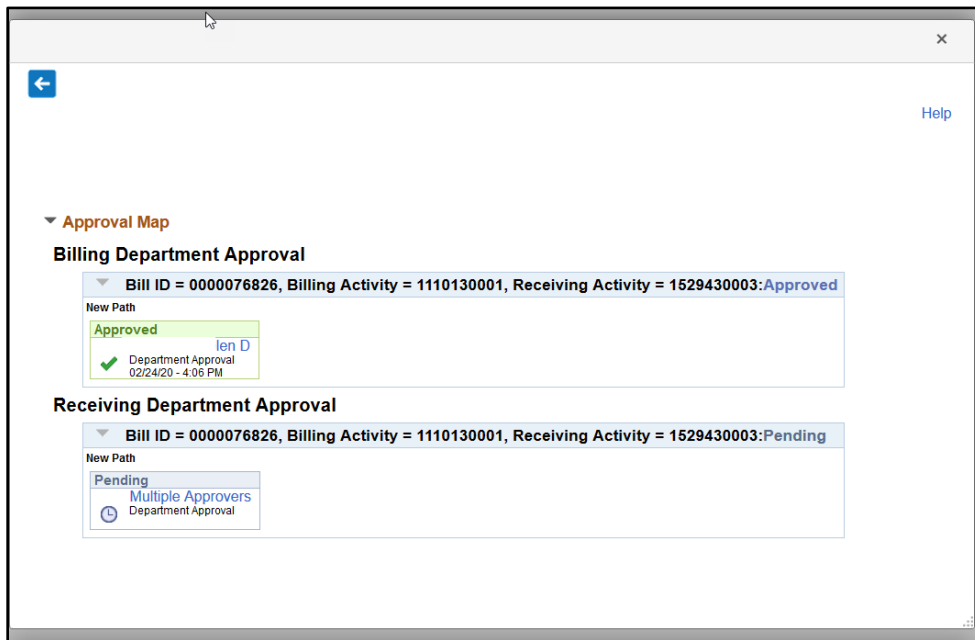 Help
Approval Map
Billing Department Approval
Bill ID = 0000076826, Billing Activity = 1110130001, Receiving Activity = 1529430003:Approved
New Path
Approved
len D
Department Approval
02/24/20 - 4:06 PM
Receiving Department Approval
Bill ID = 0000076826, Billing Activity = 1110130001, Receiving Activity = 1529430003:Pending
New Path
Pending
Multiple Approvers
Department Approval